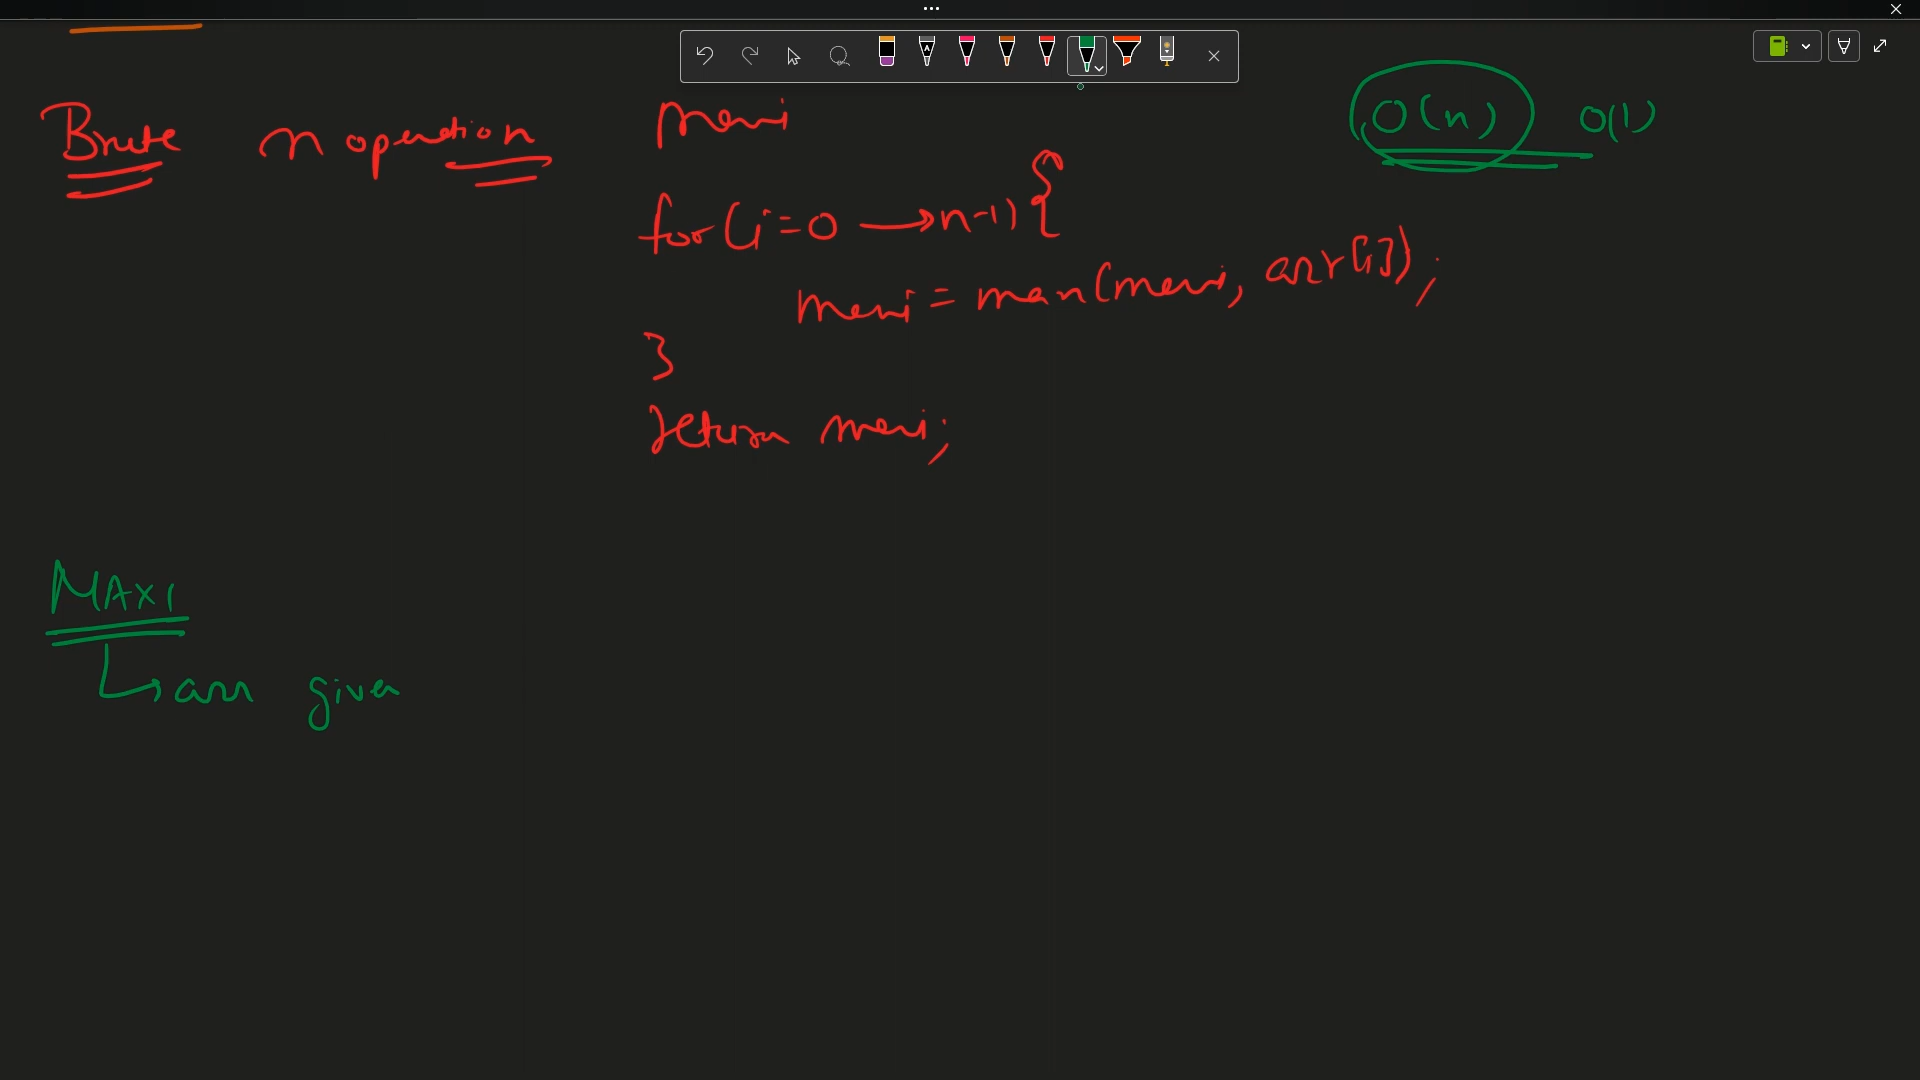 Brute n operation
maxi
for(i=0 → n-1){
maxi = max(maxi, arr[i]);
}
return maxi;
O(n) O(1)
MAXI
↳ arr given